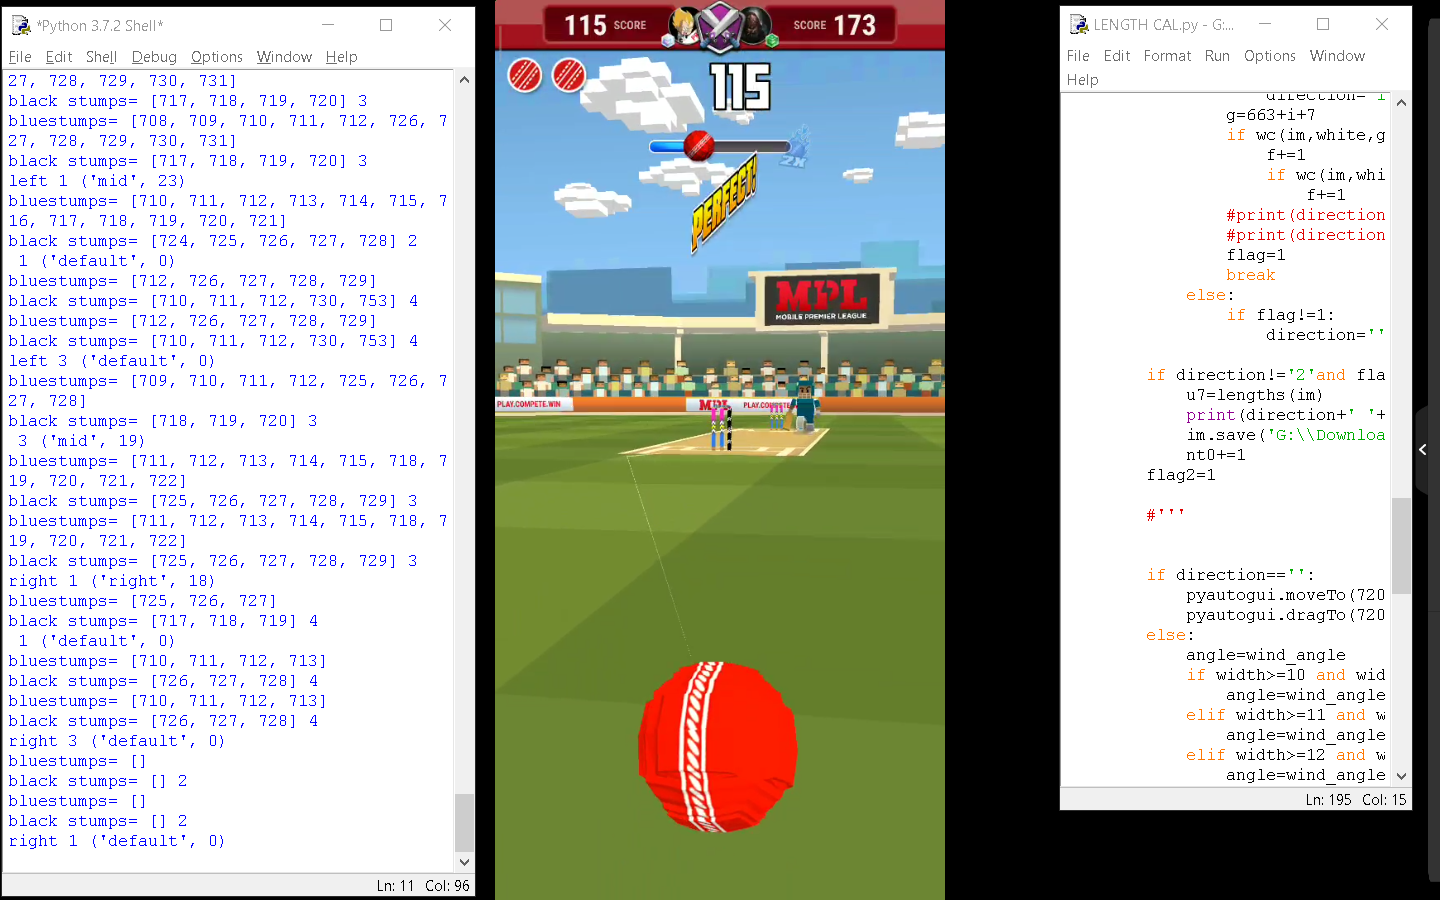 *Python 3.7.2 Shell*
File Edit Shell Debug Options Window Help
27, 728, 729, 730, 731]
black stumps= [717, 718, 719, 720] 3
bluestumps= [708, 709, 710, 711, 712, 726, 7
27, 728, 729, 730, 731]
black stumps= [717, 718, 719, 720] 3
left 1 ('mid', 23)
bluestumps= [710, 711, 712, 713, 714, 715, 7
16, 717, 718, 719, 720, 721]
black stumps= [724, 725, 726, 727, 728] 2
 1 ('default', 0)
bluestumps= [712, 726, 727, 728, 729]
black stumps= [710, 711, 712, 730, 753] 4
bluestumps= [712, 726, 727, 728, 729]
black stumps= [710, 711, 712, 730, 753] 4
left 3 ('default', 0)
bluestumps= [709, 710, 711, 712, 725, 726, 7
27, 728]
black stumps= [718, 719, 720] 3
 3 ('mid', 19)
bluestumps= [711, 712, 713, 714, 715, 718, 7
19, 720, 721, 722]
black stumps= [725, 726, 727, 728, 729] 3
bluestumps= [711, 712, 713, 714, 715, 718, 7
19, 720, 721, 722]
black stumps= [725, 726, 727, 728, 729] 3
right 1 ('right', 18)
bluestumps= [725, 726, 727]
black stumps= [717, 718, 719] 4
 1 ('default', 0)
bluestumps= [710, 711, 712, 713]
black stumps= [726, 727, 728] 4
bluestumps= [710, 711, 712, 713]
black stumps= [726, 727, 728] 4
right 3 ('default', 0)
bluestumps= []
black stumps= [] 2
bluestumps= []
black stumps= [] 2
right 1 ('default', 0)
Ln: 11 Col: 96
115 SCORE SCORE 173
115
2X
PERFECT!
MPL
MOBILE PREMIER LEAGUE
PLAY.COMPETE.WIN MPL PLAY.COMPETE
LENGTH CAL.py - G:...
File Edit Format Run Options Window
Help
direction='i
g=663+i+7
if wc(im,white,g
f+=1
if wc(im,whi
f+=1
#print(direction
#print(direction
flag=1
break
else:
if flag!=1:
direction=''
if direction!='2'and fla
u7=lengths(im)
print(direction+' '+
im.save('G:\\Downloa
nt0+=1
flag2=1
#'''
if direction=='':
pyautogui.moveTo(720
pyautogui.dragTo(720
else:
angle=wind_angle
if width>=10 and wid
angle=wind_angle
elif width>=11 and w
angle=wind_angle
elif width>=12 and w
angle=wind_angle
Ln: 195 Col: 15